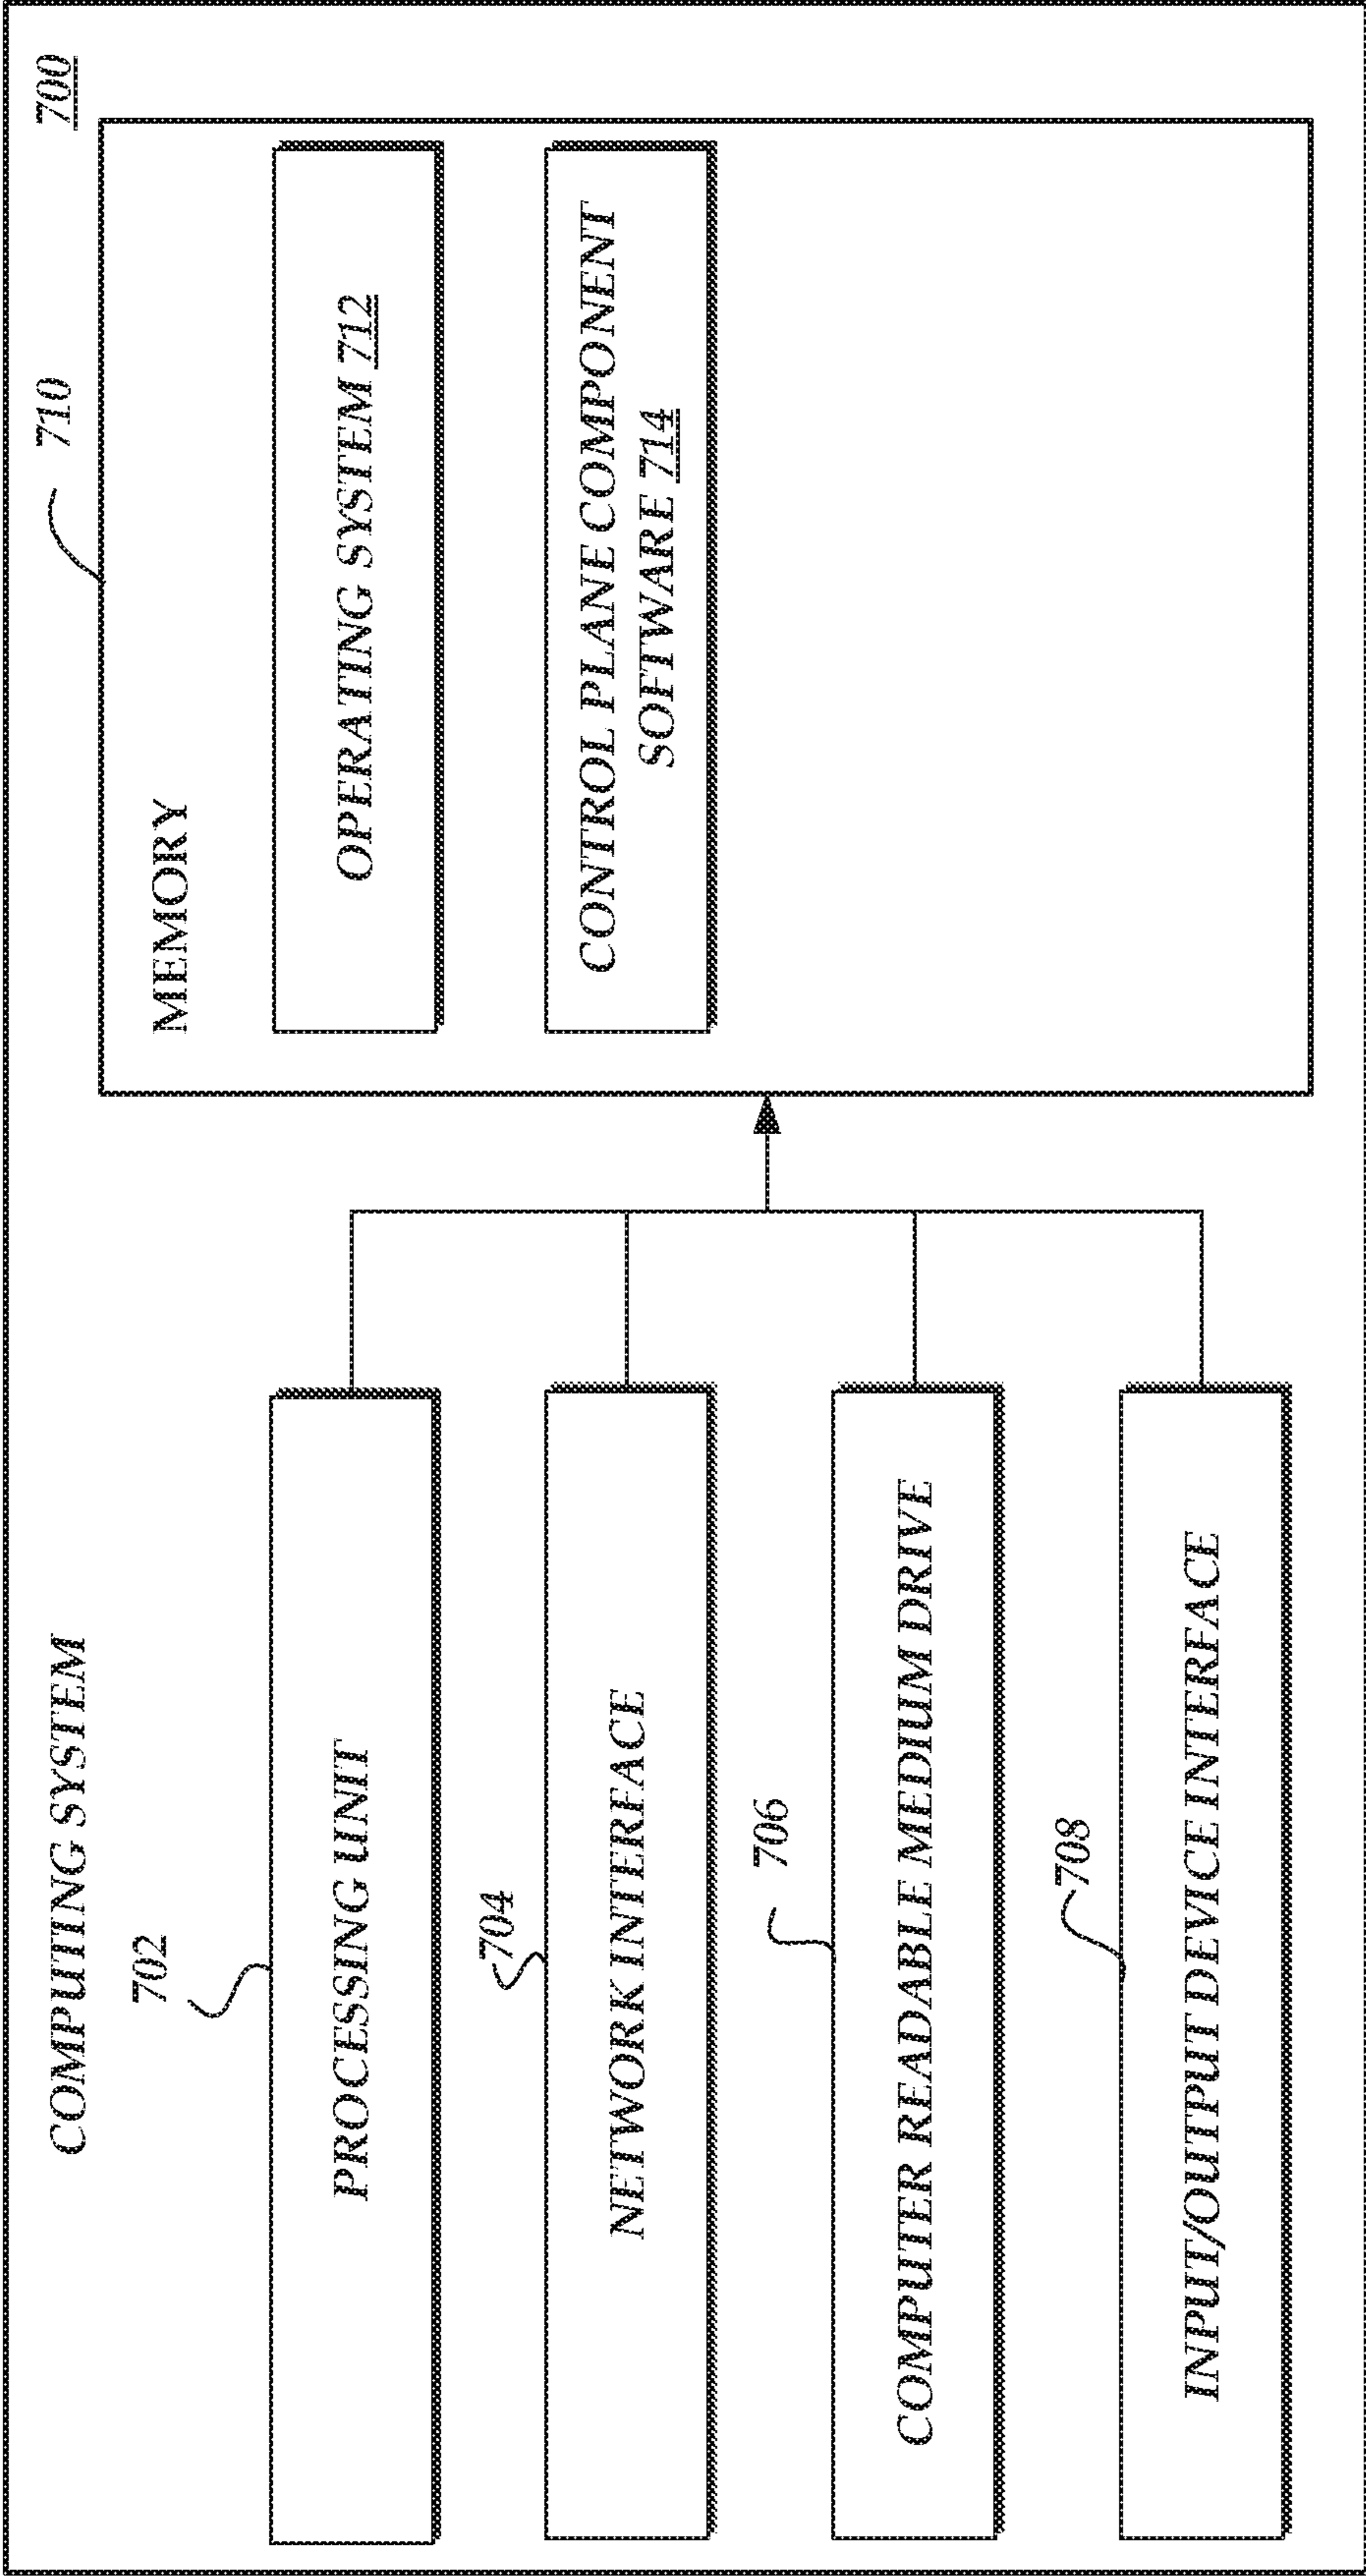 COMPUTING SYSTEM
700
702
PROCESSING UNIT
704
NETWORK INTERFACE
706
COMPUTER READABLE MEDIUM DRIVE
708
INPUT/OUTPUT DEVICE INTERFACE
710
MEMORY
OPERATING SYSTEM 712
CONTROL PLANE COMPONENT
SOFTWARE 714